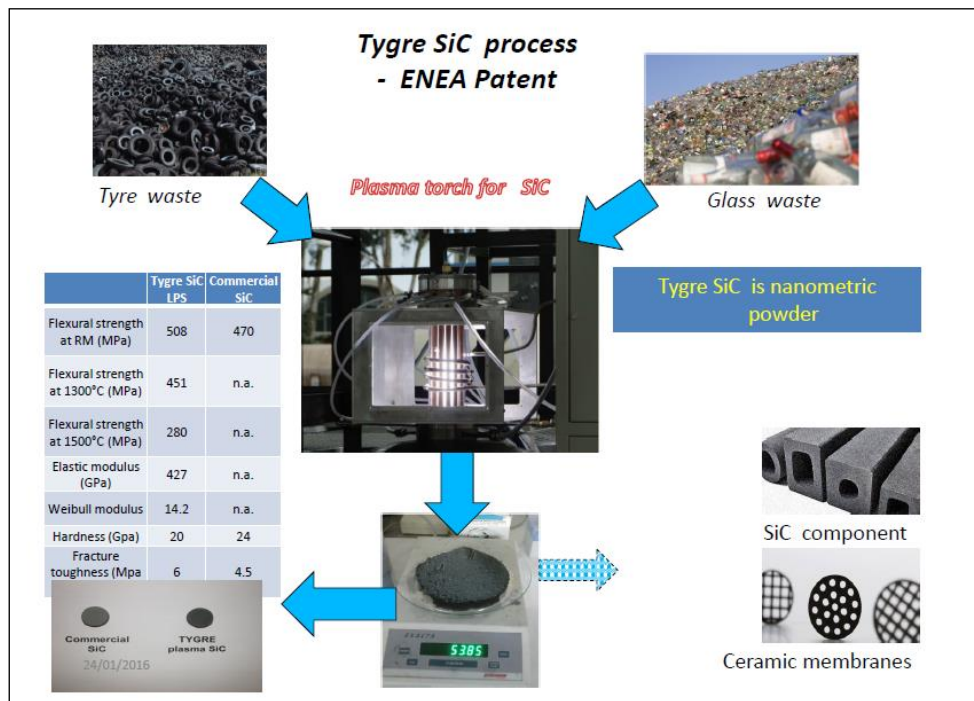 Tygre SiC process
- ENEA Patent
Tyre waste
Plasma torch for SiC
Glass waste
Tygre SiC is nanometric
powder
Tygre SiC
LPS
Commercial
SiC
Flexural strength
at RM (MPa)
508
470
Flexural strength
at 1300°C (MPa)
451
n.a.
Flexural strength
at 1500°C (MPa)
280
n.a.
Elastic modulus
(GPa)
427
n.a.
Weibull modulus
14.2
n.a.
Hardness (Gpa)
20
24
Fracture
toughness (Mpa
6
4.5
Commercial
SiC
TYGRE
plasma SiC
24/01/2016
5385
SiC component
Ceramic membranes